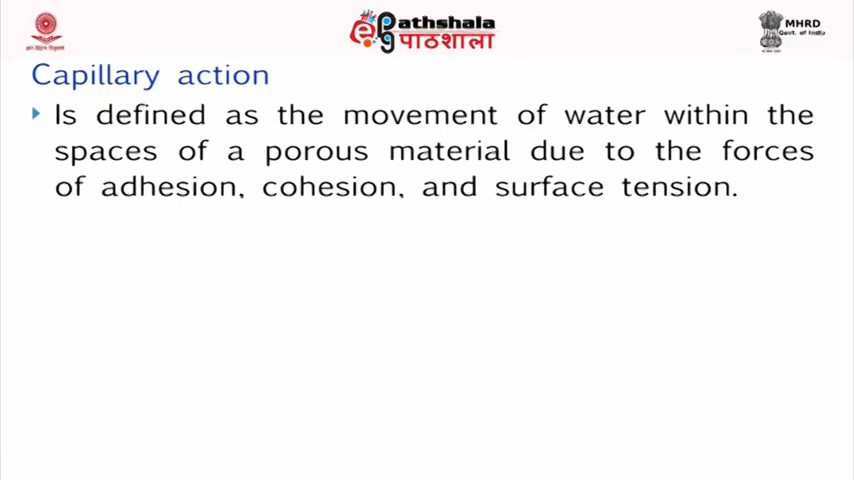 Pathshala
पाठशाला
MHRD
Govt. of India
Capillary action
Is defined as the movement of water within the
spaces of a porous material due to the forces
of adhesion, cohesion, and surface tension.